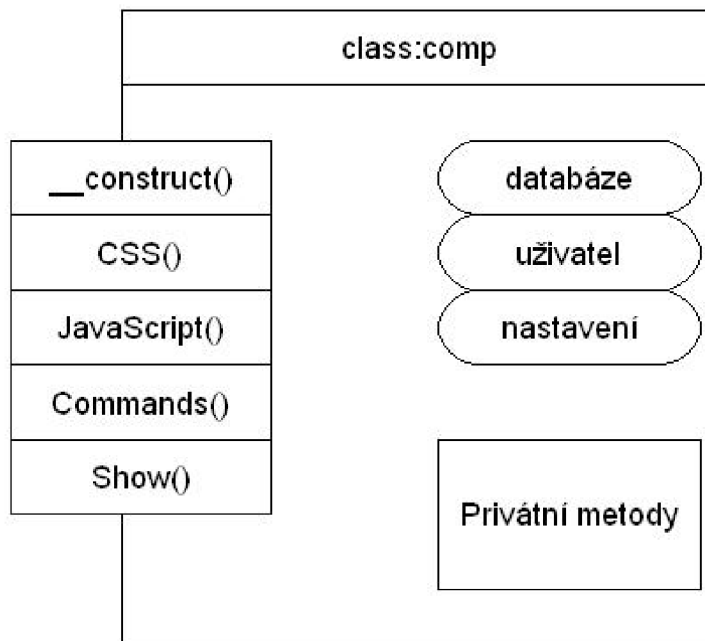 class:comp
__construct()
CSS()
JavaScript()
Commands()
Show()
databáze
uživatel
nastavení
Privátní metody